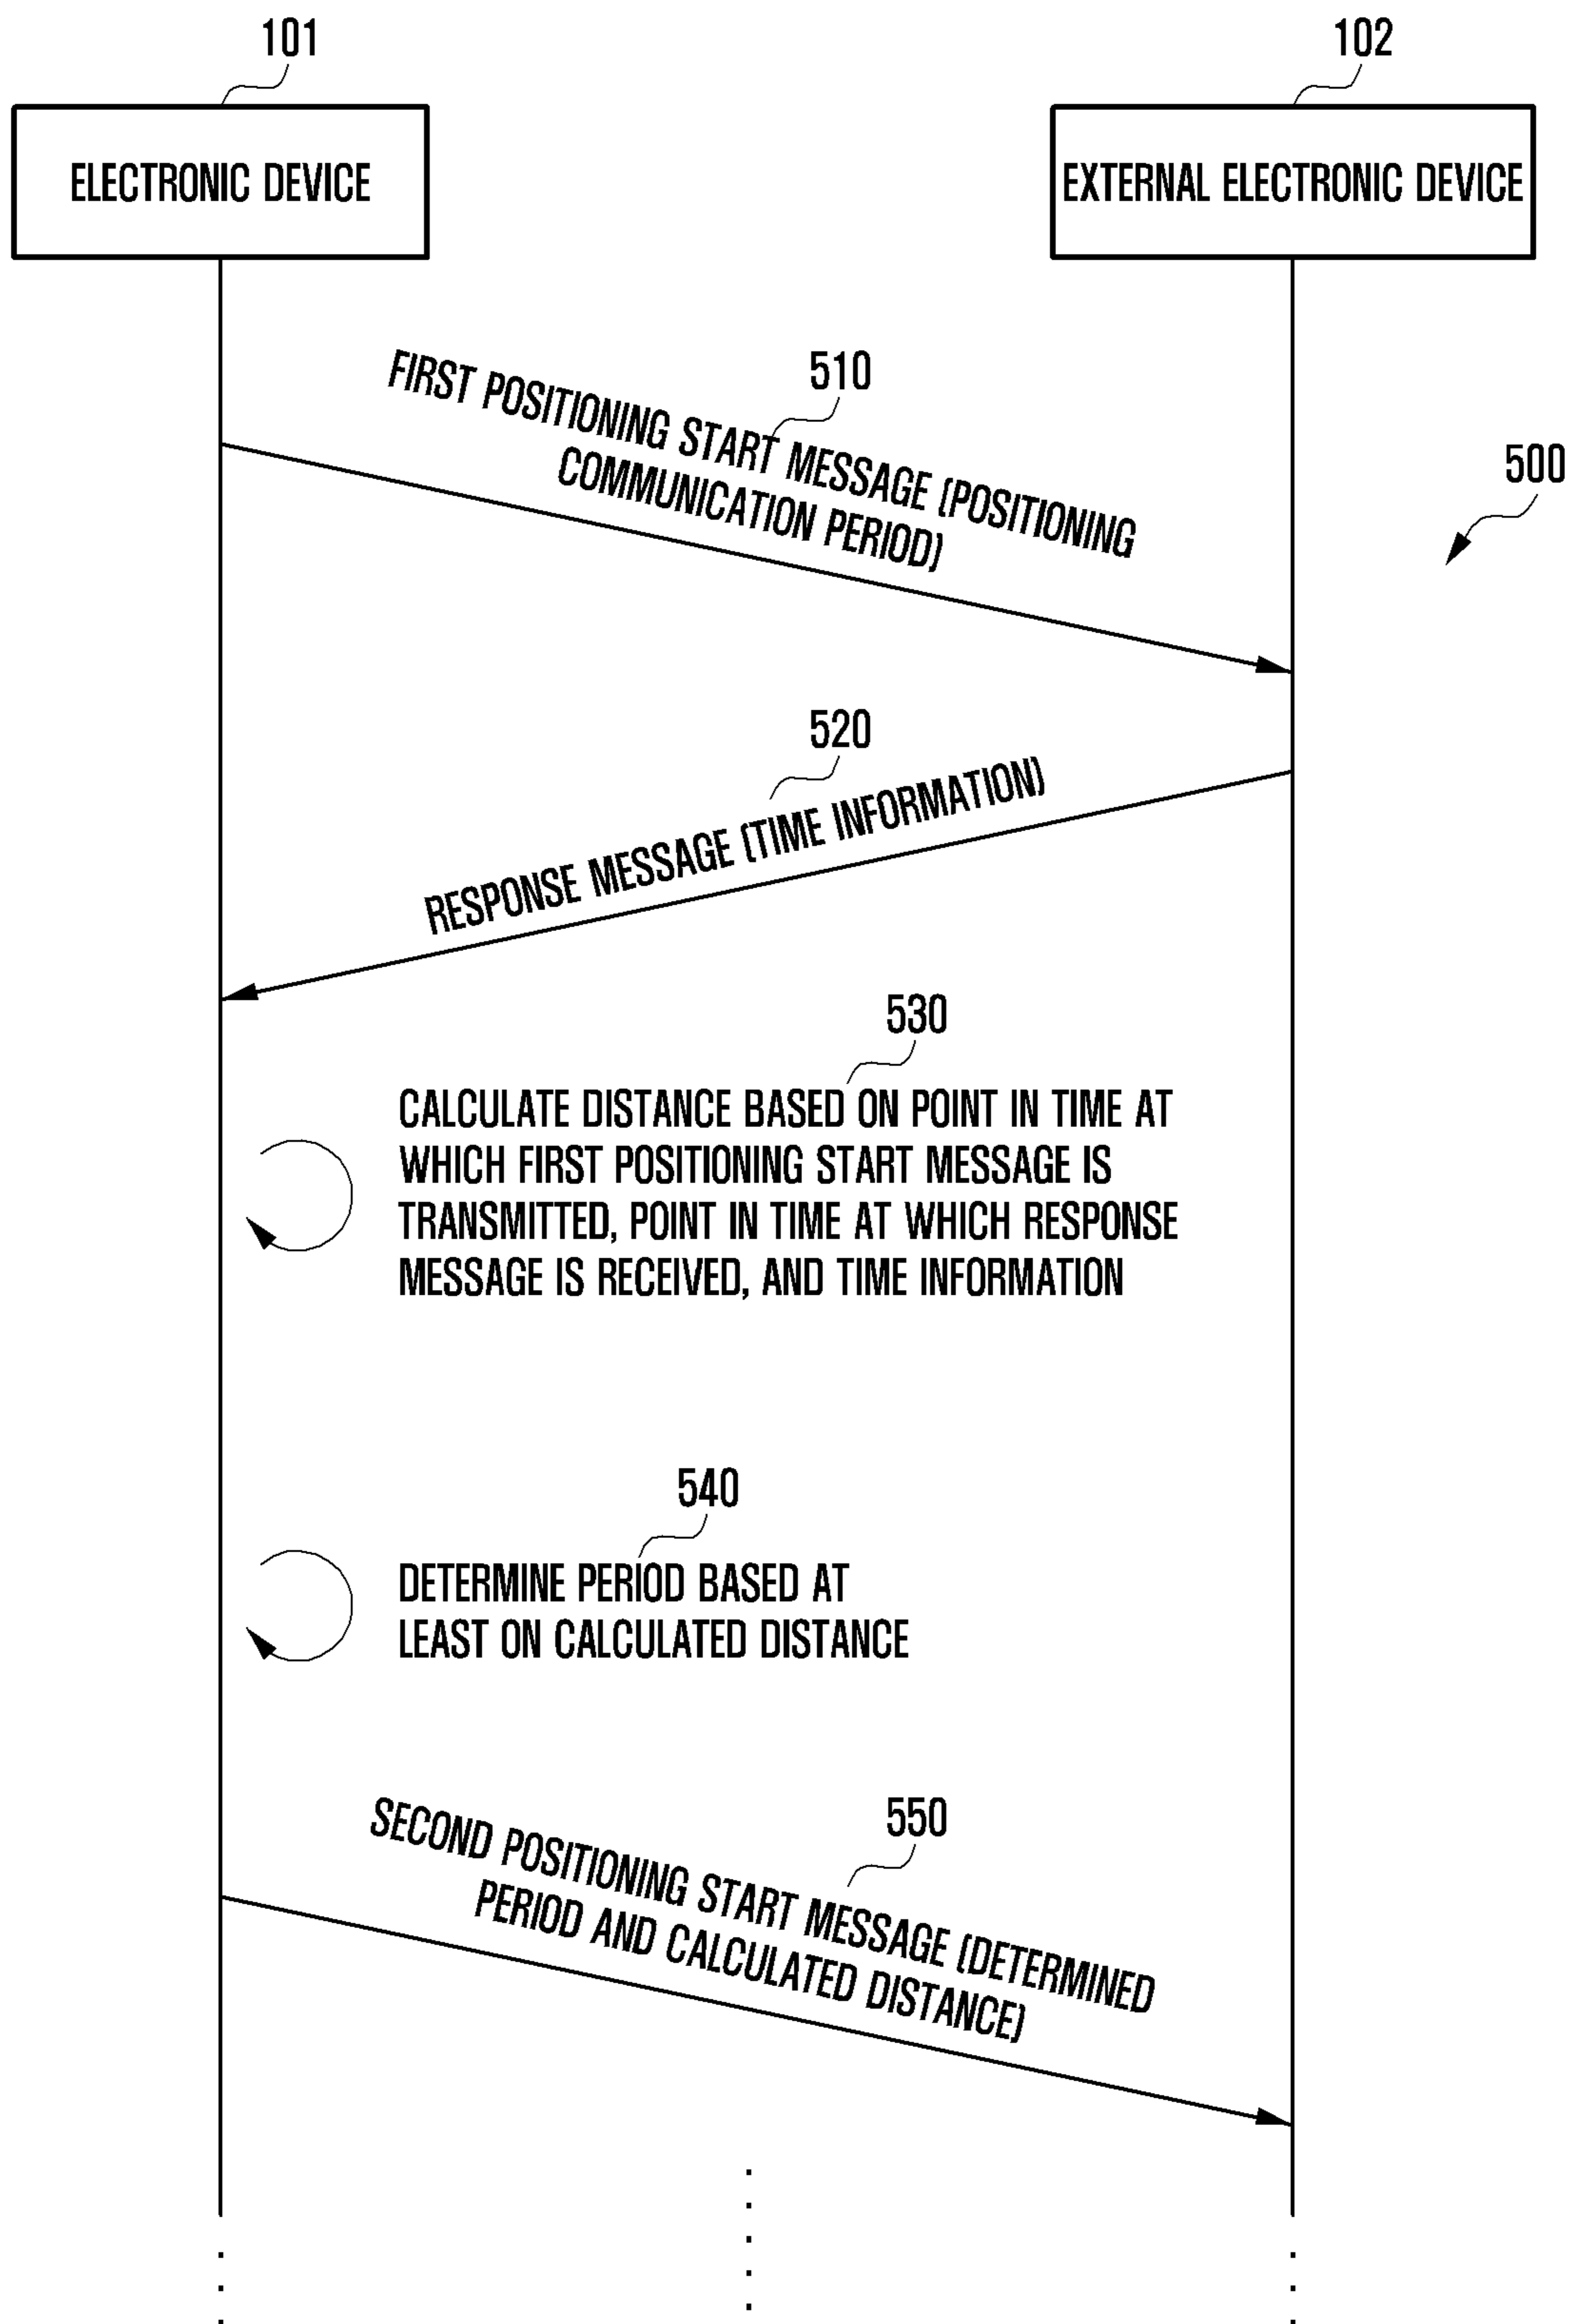 101
102
ELECTRONIC DEVICE
EXTERNAL ELECTRONIC DEVICE
510
FIRST POSITIONING START MESSAGE (POSITIONING
COMMUNICATION PERIOD)
500
520
RESPONSE MESSAGE (TIME INFORMATION)
530
CALCULATE DISTANCE BASED ON POINT IN TIME AT
WHICH FIRST POSITIONING START MESSAGE IS
TRANSMITTED, POINT IN TIME AT WHICH RESPONSE
MESSAGE IS RECEIVED, AND TIME INFORMATION
540
DETERMINE PERIOD BASED AT
LEAST ON CALCULATED DISTANCE
550
SECOND POSITIONING START MESSAGE (DETERMINED
PERIOD AND CALCULATED DISTANCE)